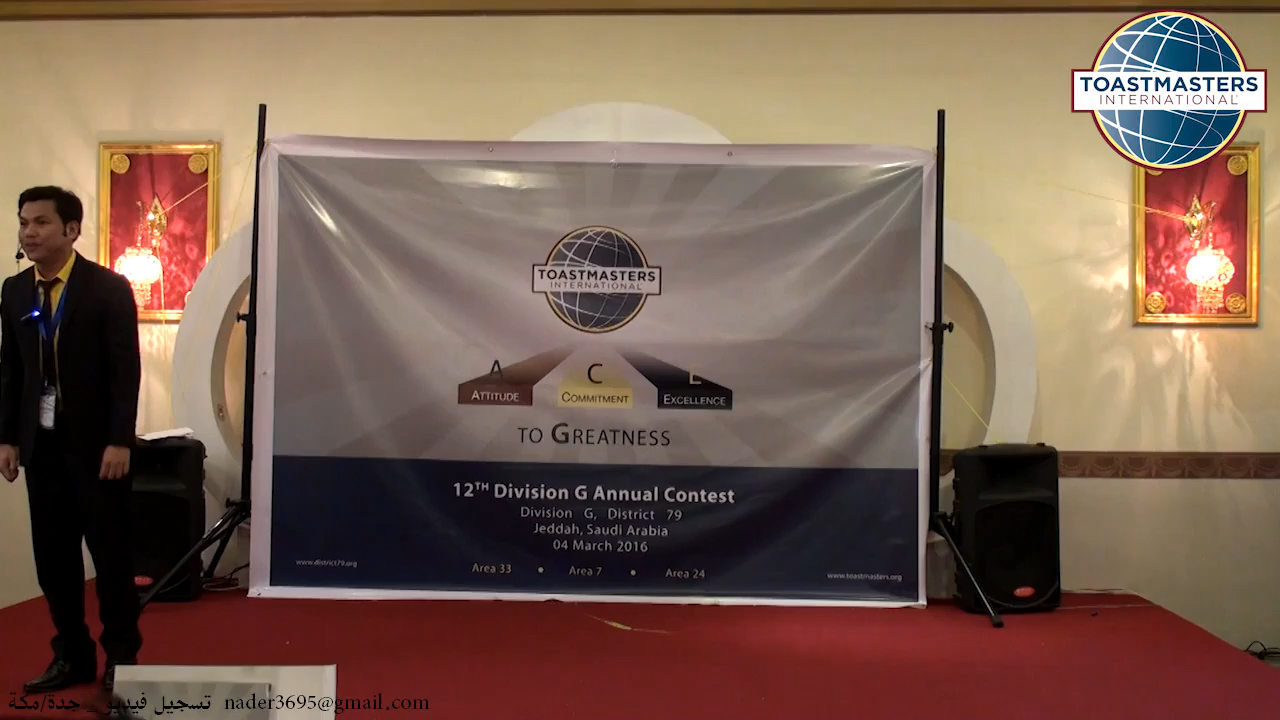 TOASTMASTERS
INTERNATIONAL
TOASTMASTERS
INTERNATIONAL
A C E
ATTITUDE COMMITMENT EXCELLENCE
TO GREATNESS
12TH Division G Annual Contest
Division G, District 79
Jeddah, Saudi Arabia
04 March 2016
www.district79.org
Area 33 • Area 7 • Area 24
www.toastmasters.org
تسجيل فيديو _ جدة/مكة nader3695@gmail.com